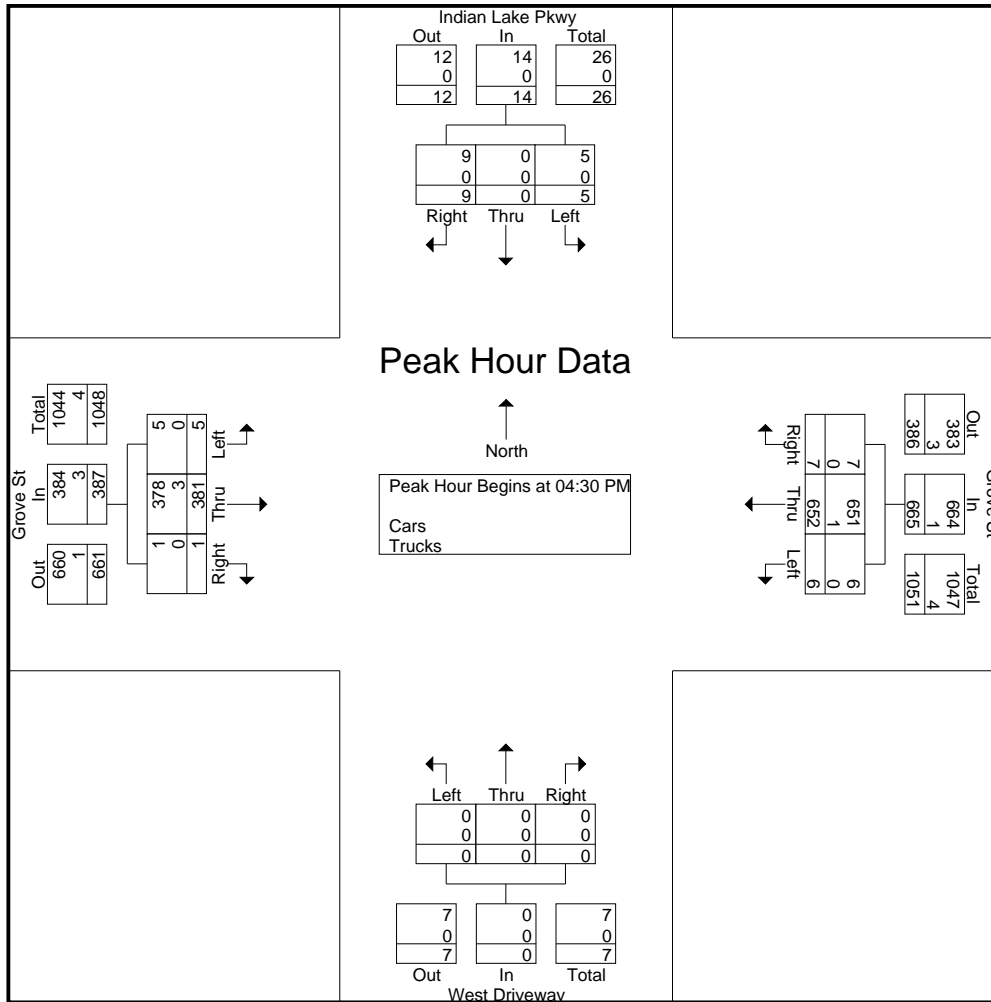 Indian Lake Pkwy
Out In Total
12 14 26
0 0 0
12 14 26
9 0 5
0 0 0
9 0 5
Right Thru Left
Peak Hour Data
North
Peak Hour Begins at 04:30 PM
Cars
Trucks
Grove St
Total In Out
1044 384 660
4 3 1
1048 387 661
5 378 1
0 3 0
5 381 1
Left Thru Right
Right Thru Left
7 651 6
0 1 0
7 652 6
Out In Total
383 664 1047
3 1 4
386 665 1051
Grove St
Left Thru Right
0 0 0
0 0 0
0 0 0
7 0 7
0 0 0
7 0 7
Out In Total
West Driveway